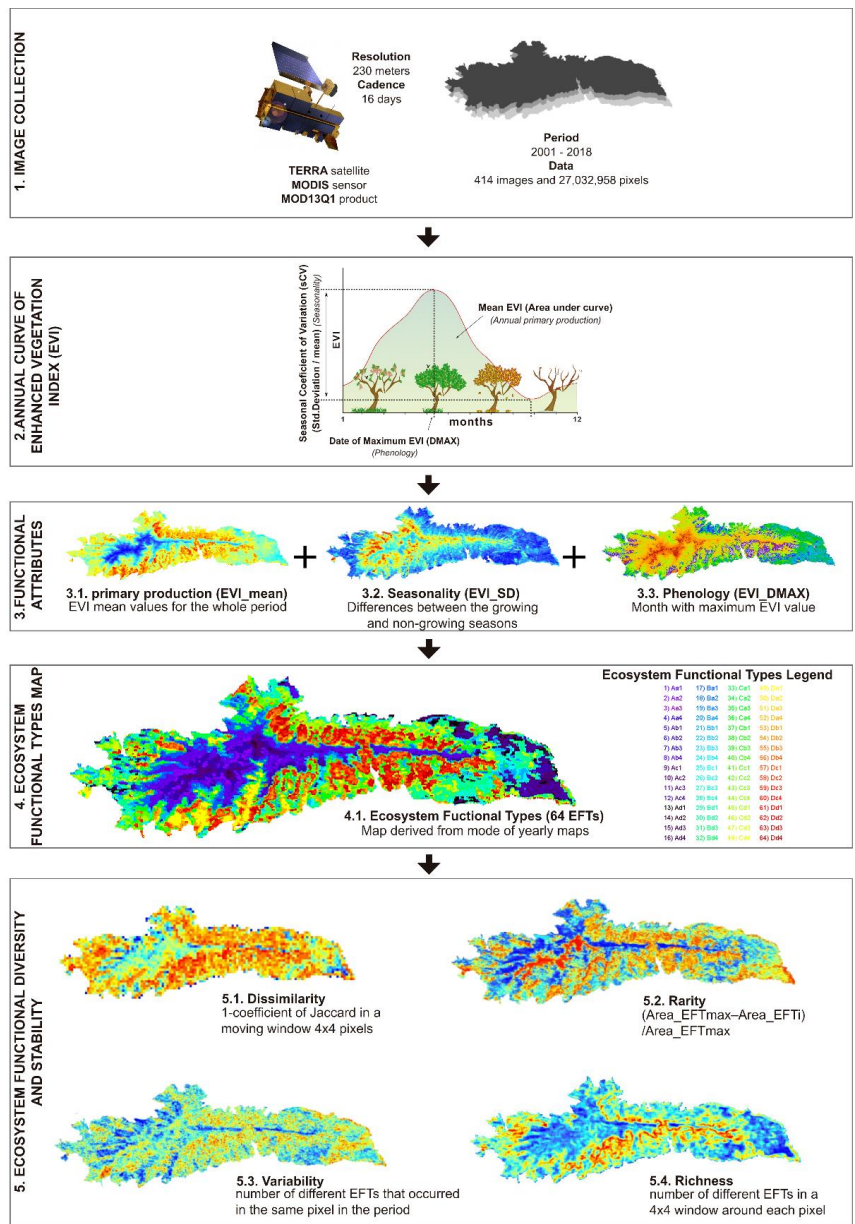 1. IMAGE COLLECTION
Resolution
230 meters
Cadence
16 days
TERRA satellite
MODIS sensor
MOD13Q1 product
Period
2001 - 2018
Data
414 images and 27,032,958 pixels
2.ANNUAL CURVE OF
ENHANCED VEGETATION
INDEX (EVI)
Seasonal Coeficient of Variation (sCV)
(Std.Deviation / mean) (Seasonality)
EVI
Mean EVI (Area under curve)
(Annual primary production)
1
months
12
Date of Maximum EVI (DMAX)
(Phenology)
3.FUNCTIONAL
ATTRIBUTES
+
+
3.1. primary production (EVI_mean)
EVI mean values for the whole period
3.2. Seasonality (EVI_SD)
Differences between the growing
and non-growing seasons
3.3. Phenology (EVI_DMAX)
Month with maximum EVI value
4. ECOSYSTEM
FUNCTIONAL TYPES MAP
4.1. Ecosystem Fuctional Types (64 EFTs)
Map derived from mode of yearly maps
Ecosystem Functional Types Legend
1) Aa1 17) Ba1 33) Ca1 49) Da1
2) Aa2 18) Ba2 34) Ca2 50) Da2
3) Aa3 19) Ba3 35) Ca3 51) Da3
4) Aa4 20) Ba4 36) Ca4 52) Da4
5) Ab1 21) Bb1 37) Cb1 53) Db1
6) Ab2 22) Bb2 38) Cb2 54) Db2
7) Ab3 23) Bb3 39) Cb3 55) Db3
8) Ab4 24) Bb4 40) Cb4 56) Db4
9) Ac1 25) Bc1 41) Cc1 57) Dc1
10) Ac2 26) Bc2 42) Cc2 58) Dc2
11) Ac3 27) Bc3 43) Cc3 59) Dc3
12) Ac4 28) Bc4 44) Cc4 60) Dc4
13) Ad1 29) Bd1 45) Cd1 61) Dd1
14) Ad2 30) Bd2 46) Cd2 62) Dd2
15) Ad3 31) Bd3 47) Cd3 63) Dd3
16) Ad4 32) Bd4 48) Cd4 64) Dd4
5. ECOSYSTEM FUNCTIONAL DIVERSITY
AND STABILITY
5.1. Dissimilarity
1-coefficient of Jaccard in a
moving window 4x4 pixels
5.2. Rarity
(Area_EFTmax–Area_EFTi)
/Area_EFTmax
5.3. Variability
number of different EFTs that occurred
in the same pixel in the period
5.4. Richness
number of different EFTs in a
4x4 window around each pixel